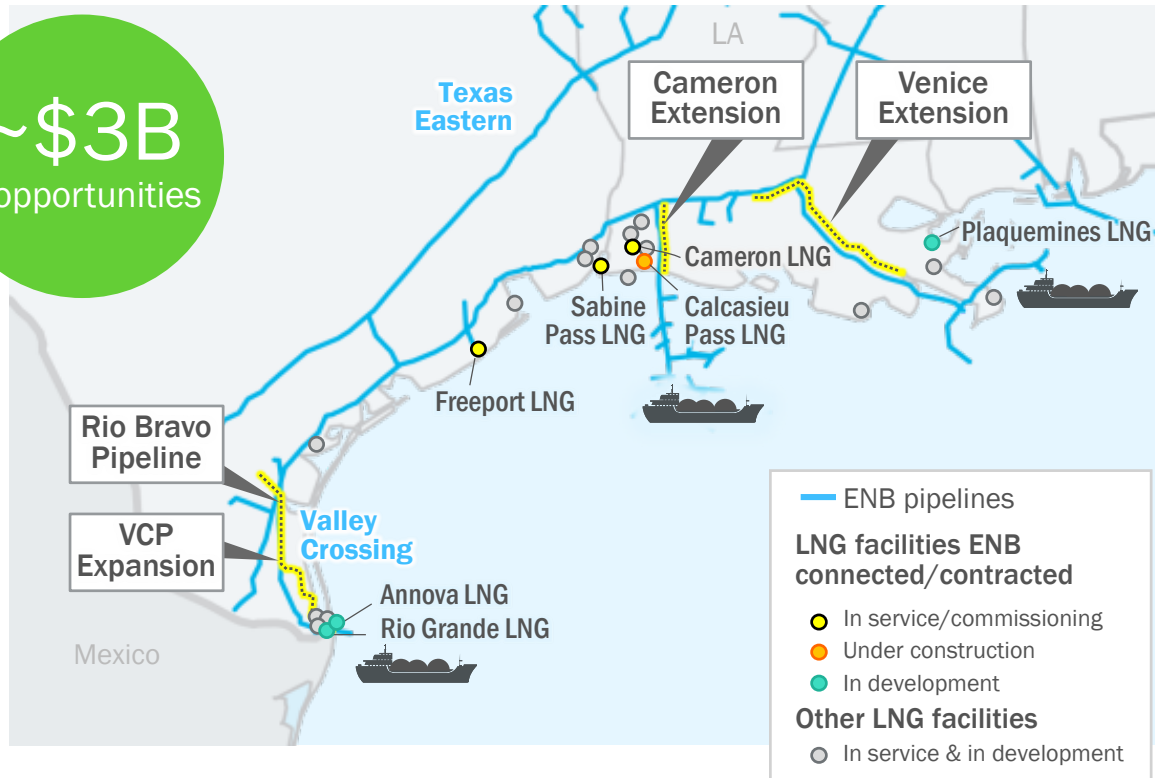 ~$3B
opportunities
LA
Texas
Eastern
Cameron
Extension
Venice
Extension
Plaquemines LNG
Cameron LNG
Sabine
Pass LNG
Calcasieu
Pass LNG
Freeport LNG
Rio Bravo
Pipeline
VCP
Expansion
Valley
Crossing
Annova LNG
Rio Grande LNG
Mexico
ENB pipelines
LNG facilities ENB
connected/contracted
In service/commissioning
Under construction
In development
Other LNG facilities
In service & in development